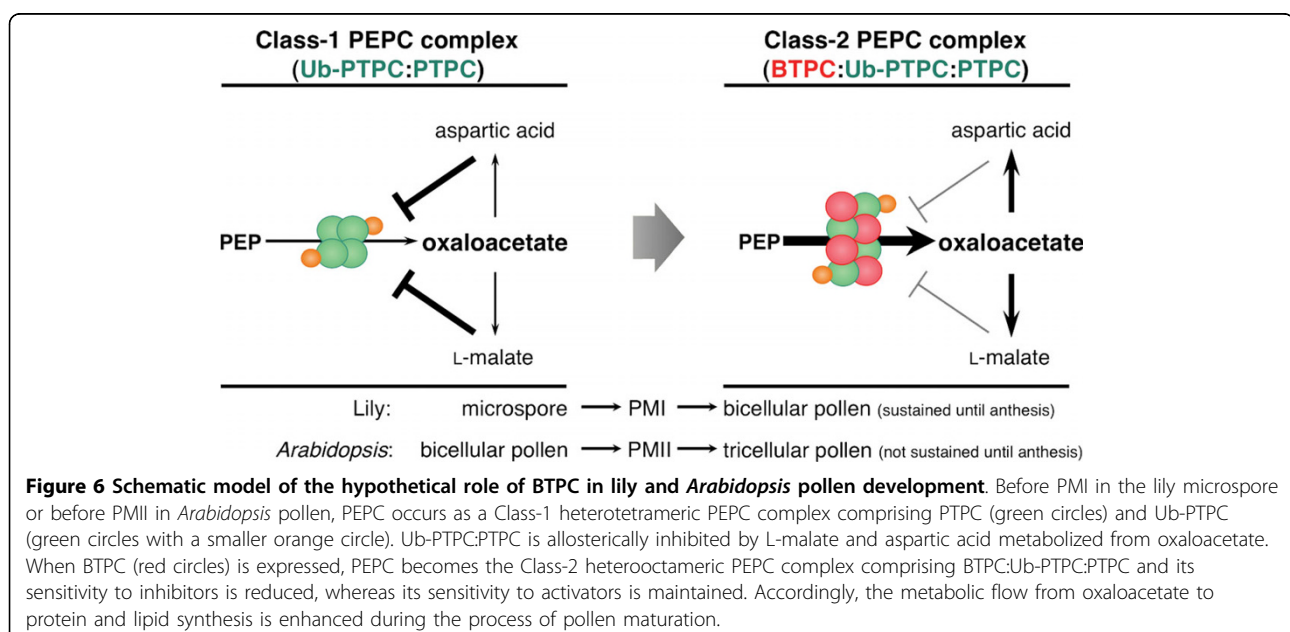 Class-1 PEPC complex
(Ub-PTPC:PTPC)
aspartic acid
PEP
oxaloacetate
L-malate
Class-2 PEPC complex
(BTPC:Ub-PTPC:PTPC)
aspartic acid
PEP
oxaloacetate
L-malate
Lily: microspore → PMI → bicellular pollen (sustained until anthesis)
Arabidopsis: bicellular pollen → PMII → tricellular pollen (not sustained until anthesis)
Figure 6 Schematic model of the hypothetical role of BTPC in lily and Arabidopsis pollen development. Before PMI in the lily microspore
or before PMII in Arabidopsis pollen, PEPC occurs as a Class-1 heterotetrameric PEPC complex comprising PTPC (green circles) and Ub-PTPC
(green circles with a smaller orange circle). Ub-PTPC:PTPC is allosterically inhibited by L-malate and aspartic acid metabolized from oxaloacetate.
When BTPC (red circles) is expressed, PEPC becomes the Class-2 heterooctameric PEPC complex comprising BTPC:Ub-PTPC:PTPC and its
sensitivity to inhibitors is reduced, whereas its sensitivity to activators is maintained. Accordingly, the metabolic flow from oxaloacetate to
protein and lipid synthesis is enhanced during the process of pollen maturation.